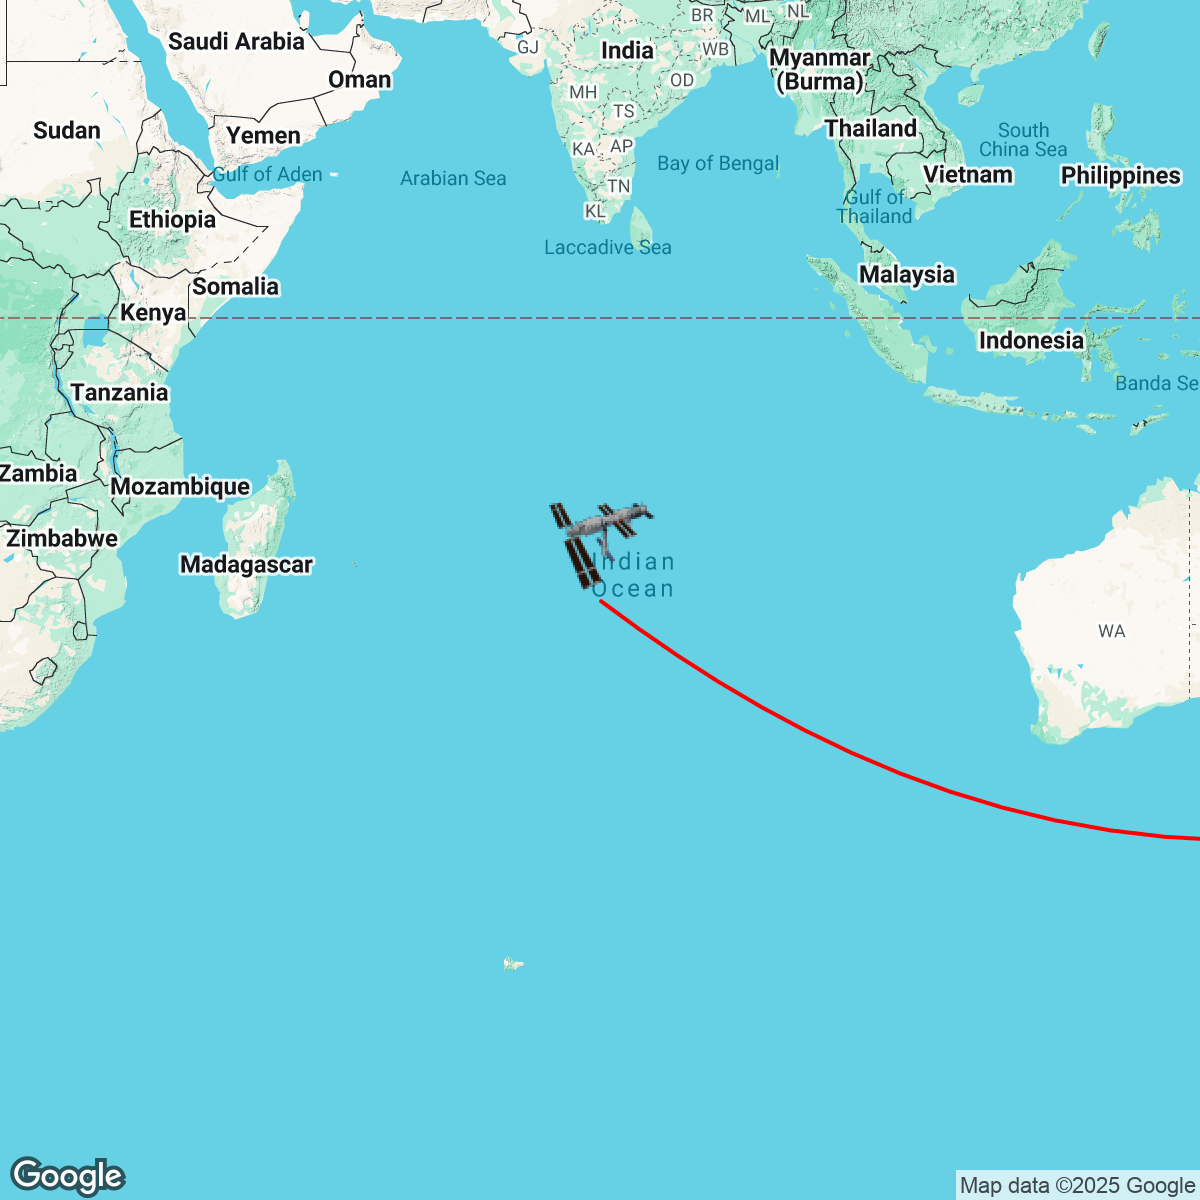 BR
ML
NL
Saudi Arabia
GJ
India
WB
Myanmar
(Burma)
Oman
MH
OD
TS
Sudan
Yemen
Thailand
South
China Sea
KA
AP
Gulf of Aden
Arabian Sea
Bay of Bengal
Vietnam
Philippines
TN
Gulf of
Thailand
KL
Ethiopia
Laccadive Sea
Malaysia
Somalia
Kenya
Indonesia
Banda Se
Tanzania
Zambia
Mozambique
Zimbabwe
Madagascar
Indian
Ocean
WA
Google
Map data ©2025 Google